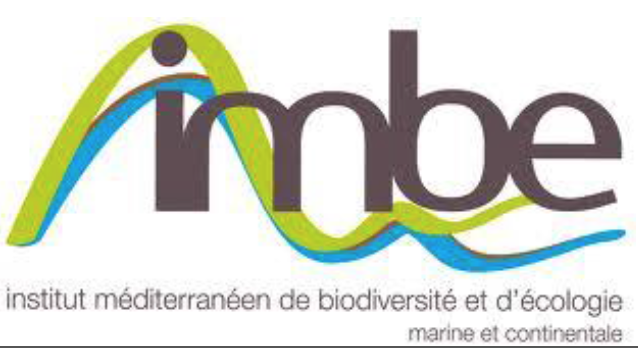 imbe
institut méditerranéen de biodiversité et d'écologie
marine et continentale